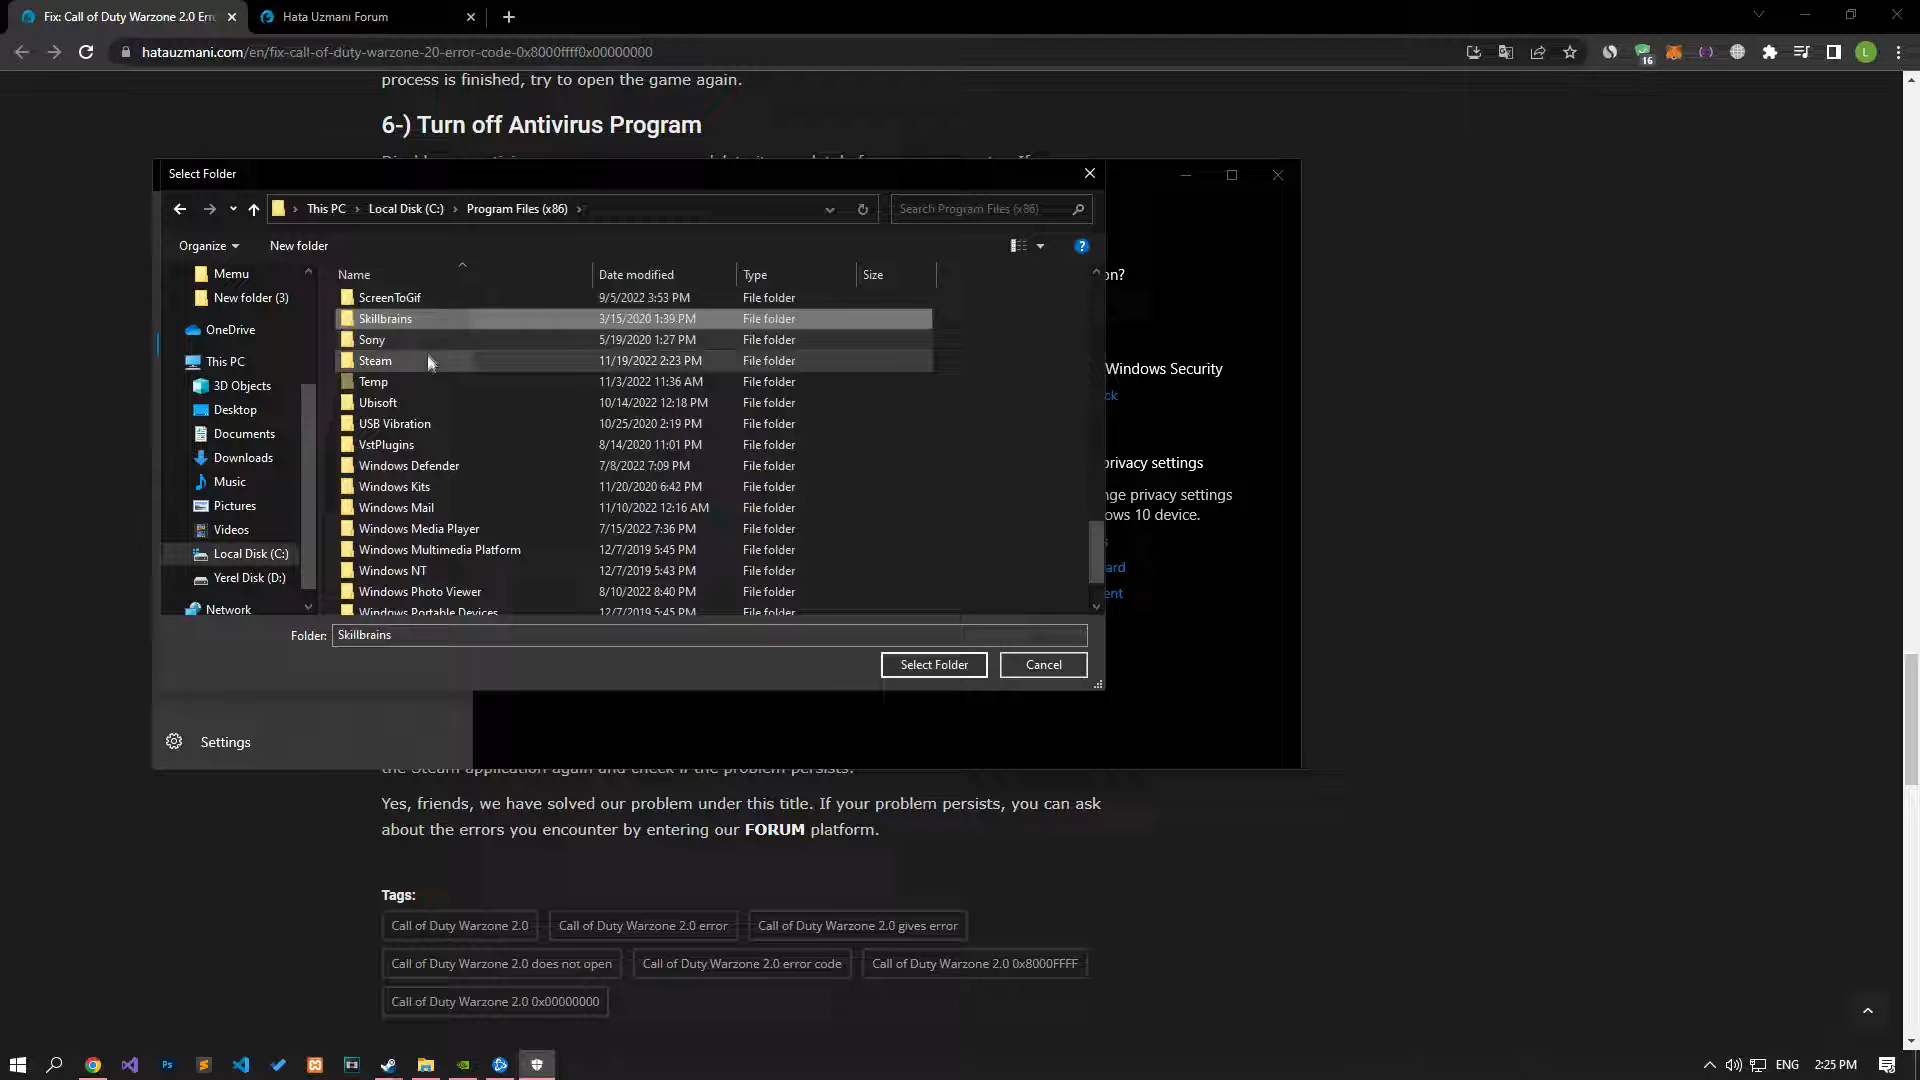 Fix: Call of Duty Warzone 2.0 Err
Hata Uzmani Forum
hatauzmani.com/en/fix-call-of-duty-warzone-20-error-code-0x8000ffff0x00000000
16
L
process is finished, try to open the game again.
6-) Turn off Antivirus Program
Select Folder
This PC
Local Disk (C:)
Program Files (x86)
Search Program Files (x86)
Organize
New folder
?
Memu
New folder (3)
OneDrive
This PC
3D Objects
Desktop
Documents
Downloads
Music
Pictures
Videos
Local Disk (C:)
Yerel Disk (D:)
Network
Name
Date modified
Type
Size
ScreenToGif 9/5/2022 3:53 PM File folder
Skillbrains 3/15/2020 1:39 PM File folder
Sony 5/19/2020 1:27 PM File folder
Steam 11/19/2022 2:23 PM File folder
Temp 11/3/2022 11:36 AM File folder
Ubisoft 10/14/2022 12:18 PM File folder
USB Vibration 10/25/2020 2:19 PM File folder
VstPlugins 8/14/2020 11:01 PM File folder
Windows Defender 7/8/2022 7:09 PM File folder
Windows Kits 11/20/2020 6:42 PM File folder
Windows Mail 11/10/2022 12:16 AM File folder
Windows Media Player 7/15/2022 7:36 PM File folder
Windows Multimedia Platform 12/7/2019 5:45 PM File folder
Windows NT 12/7/2019 5:43 PM File folder
Windows Photo Viewer 8/10/2022 8:40 PM File folder
Windows Portable Devices 12/7/2019 5:45 PM File folder
Folder: Skillbrains
Select Folder
Cancel
on?
Windows Security
ck
privacy settings
nge privacy settings
ows 10 device.
s
ard
ent
Settings
the Steam application again and check if the problem persists.
Yes, friends, we have solved our problem under this title. If your problem persists, you can ask
about the errors you encounter by entering our FORUM platform.
Tags:
Call of Duty Warzone 2.0
Call of Duty Warzone 2.0 error
Call of Duty Warzone 2.0 gives error
Call of Duty Warzone 2.0 does not open
Call of Duty Warzone 2.0 error code
Call of Duty Warzone 2.0 0x8000FFFF
Call of Duty Warzone 2.0 0x00000000
Ps
ENG
2:25 PM